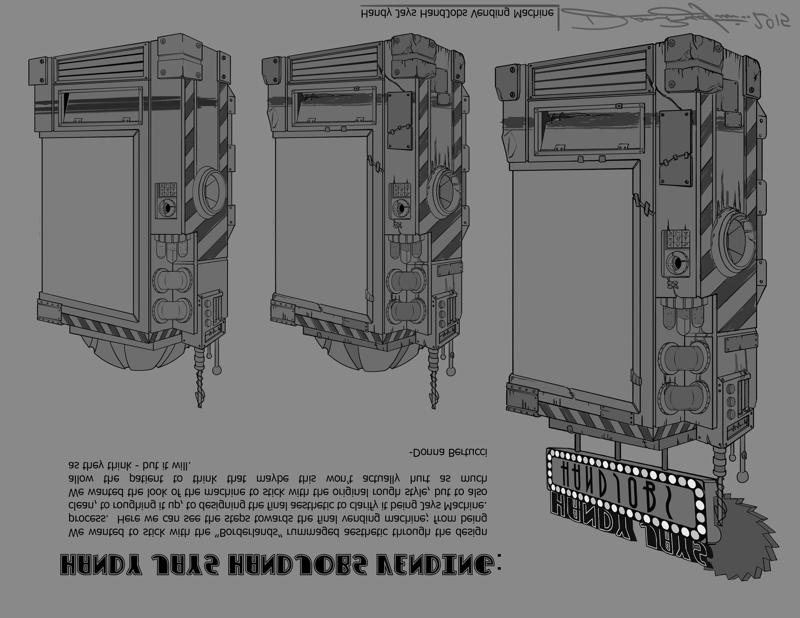 HANDY JAYS HANDJOBS VENDING:
We wanted to stick with the "Borderlands" rummaged aesthetic through the design
process. Here we can see the steps towards the final vending machine; from being
clean, to roughing it up, to designing the final aesthetic to clarify it being Jays Machine.
We wanted the look of the machine to stick with the original rough style, but to also
allow the patient to think that maybe this won't actually hurt as much
as they think - but it will.
-Donna Bertucci
HANDY JAYS
HANDJOBS
Handy Jays HandJobs Vending Machine
2015